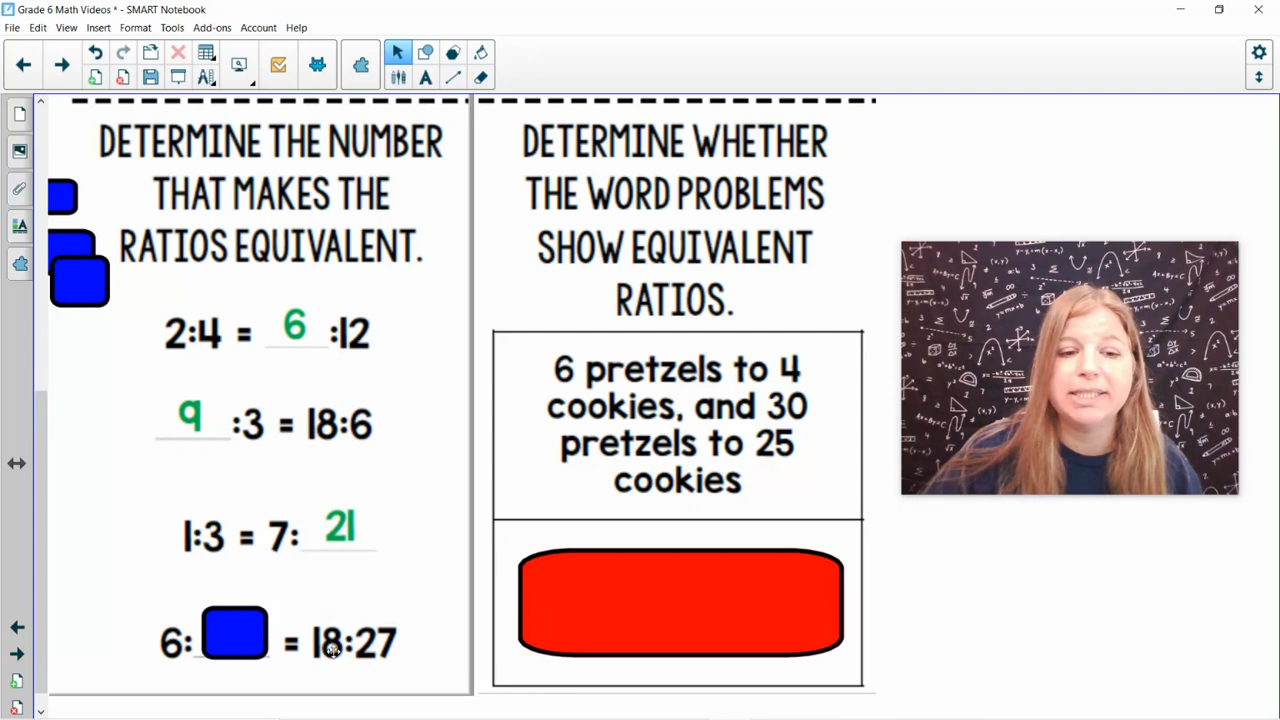 Grade 6 Math Videos * - SMART Notebook
File Edit View Insert Format Tools Add-ons Account Help
DETERMINE THE NUMBER
THAT MAKES THE
RATIOS EQUIVALENT.
2:4 = 6 :12
9 :3 = 18:6
1:3 = 7: 21
6: = 18:27
DETERMINE WHETHER
THE WORD PROBLEMS
SHOW EQUIVALENT
RATIOS.
6 pretzels to 4
cookies, and 30
pretzels to 25
cookies